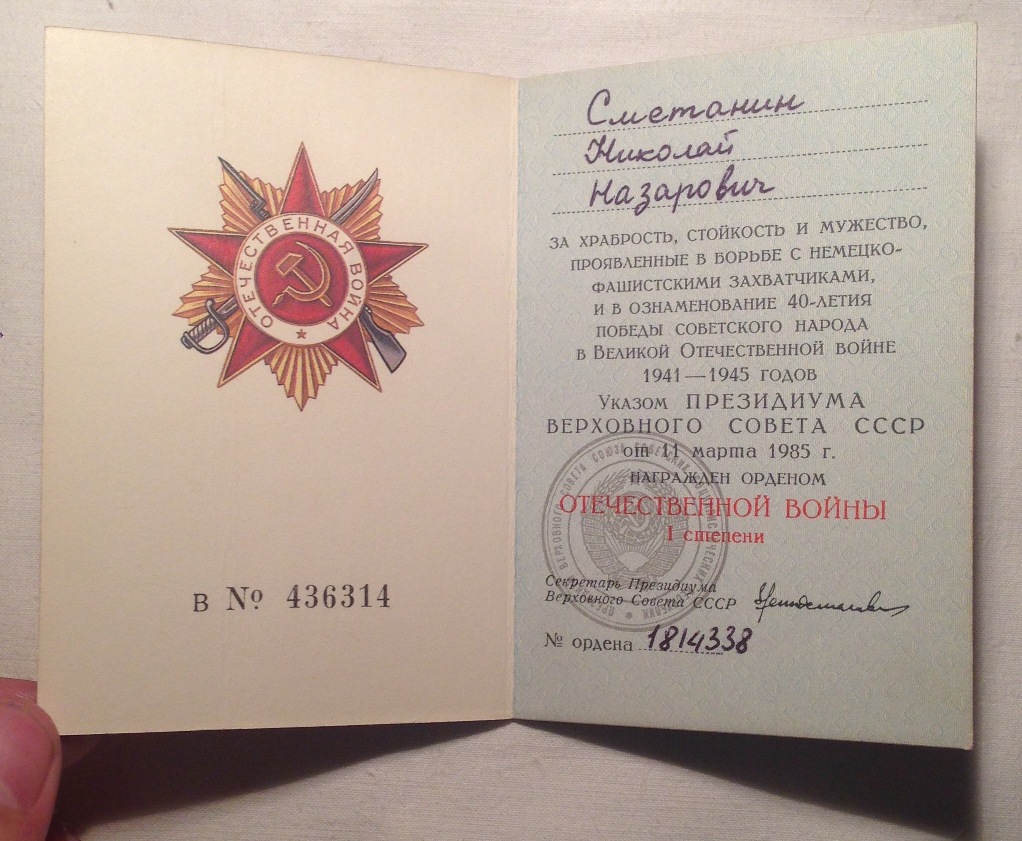 ОТЕЧЕСТВЕННАЯ ВОЙНА
В № 436314
Сметанин
Николай
Назарович
ЗА ХРАБРОСТЬ, СТОЙКОСТЬ И МУЖЕСТВО,
ПРОЯВЛЕННЫЕ В БОРЬБЕ С НЕМЕЦКО-
ФАШИСТСКИМИ ЗАХВАТЧИКАМИ,
И В ОЗНАМЕНОВАНИЕ 40-ЛЕТИЯ
ПОБЕДЫ СОВЕТСКОГО НАРОДА
В ВЕЛИКОЙ ОТЕЧЕСТВЕННОЙ ВОЙНЕ
1941—1945 ГОДОВ
УКАЗОМ ПРЕЗИДИУМА
ВЕРХОВНОГО СОВЕТА СССР
от 11 марта 1985 г.
НАГРАЖДЕН ОРДЕНОМ
ОТЕЧЕСТВЕННОЙ ВОЙНЫ
I степени
Секретарь Президиума
Верховного Совета СССР
№ ордена 1814338